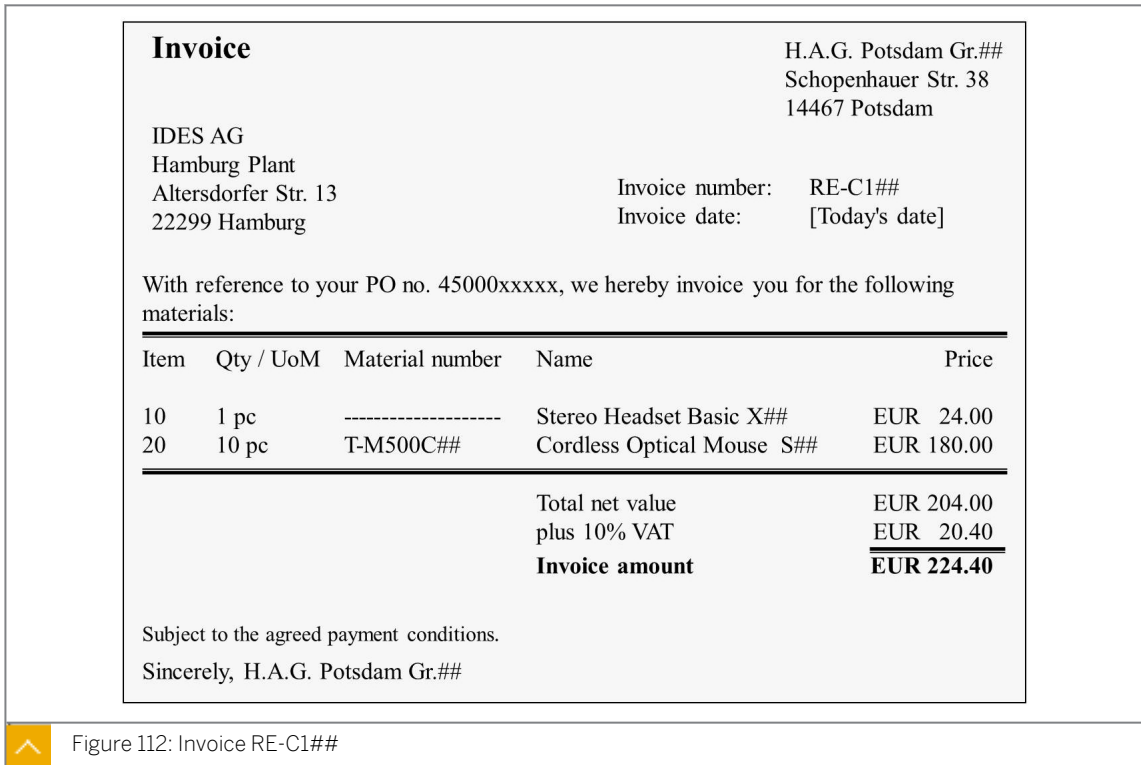 Invoice
H.A.G. Potsdam Gr.##
Schopenhauer Str. 38
14467 Potsdam
IDES AG
Hamburg Plant
Altersdorfer Str. 13
22299 Hamburg
Invoice number: RE-C1##
Invoice date: [Today's date]
With reference to your PO no. 45000xxxxx, we hereby invoice you for the following
materials:
Item Qty / UoM Material number Name Price
10 1 pc --------------------- Stereo Headset Basic X## EUR 24.00
20 10 pc T-M500C## Cordless Optical Mouse S## EUR 180.00
Total net value EUR 204.00
plus 10% VAT EUR 20.40
Invoice amount EUR 224.40
Subject to the agreed payment conditions.
Sincerely, H.A.G. Potsdam Gr.##
Figure 112: Invoice RE-C1##